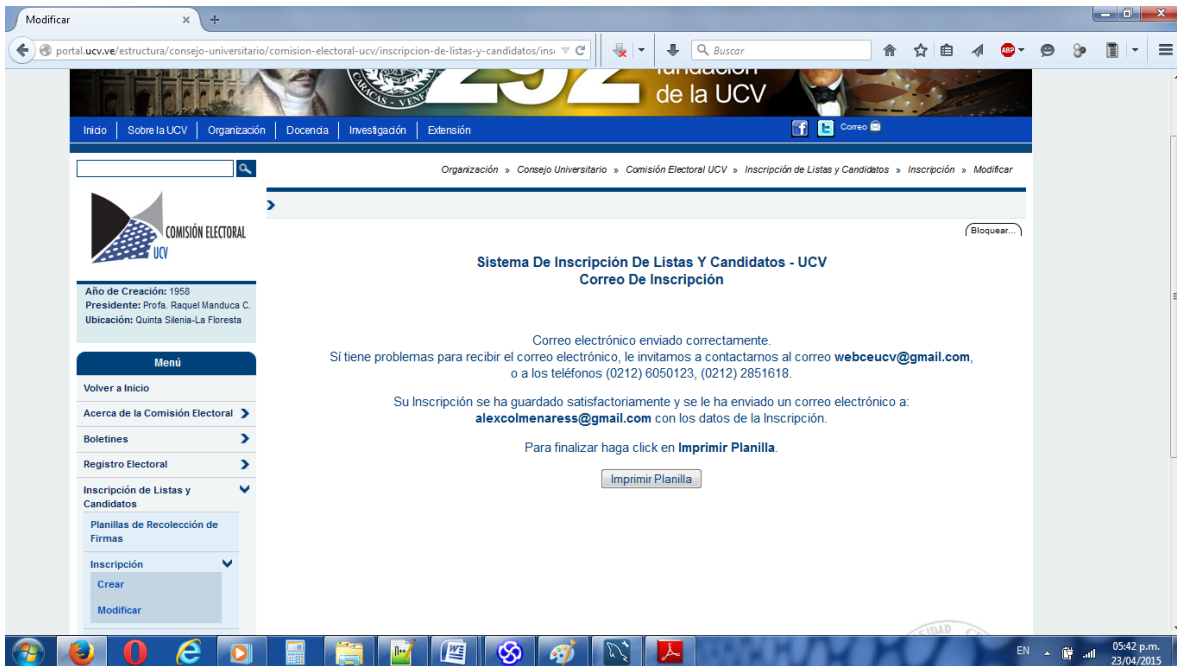 Modificar
portal.ucv.ve/estructura/consejo-universitario/comision-electoral-ucv/inscripcion-de-listas-y-candidatos/ins
Buscar
ABP
292
fundación
de la UCV
CARACAS - VEN
Inicio Sobre la UCV Organización Docencia Investigación Extensión Correo
Organización » Consejo Universitario » Comisión Electoral UCV » Inscripción de Listas y Candidatos » Inscripción » Modificar
COMISIÓN ELECTORAL
UCV
Bloquear...
Sistema De Inscripción De Listas Y Candidatos - UCV
Correo De Inscripción
Año de Creación: 1958
Presidente: Profa. Raquel Manduca C.
Ubicación: Quinta Silenia-La Floresta
Correo electrónico enviado correctamente.
Sí tiene problemas para recibir el correo electrónico, le invitamos a contactarnos al correo webceucv@gmail.com,
o a los teléfonos (0212) 6050123, (0212) 2851618.
Su Inscripción se ha guardado satisfactoriamente y se le ha enviado un correo electrónico a:
alexcolmenaress@gmail.com con los datos de la Inscripción.
Para finalizar haga click en Imprimir Planilla.
Imprimir Planilla
Menú
Volver a Inicio
Acerca de la Comisión Electoral
Boletines
Registro Electoral
Inscripción de Listas y
Candidatos
Planillas de Recolección de
Firmas
Inscripción
Crear
Modificar
EN
05:42 p.m.
23/04/2015